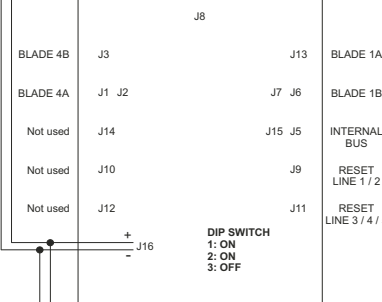 J8
BLADE 4B J3 J13 BLADE 1A
BLADE 4A J1 J2 J7 J6 BLADE 1B
Not used J14 J15 J5 INTERNAL
BUS
Not used J10 J9 RESET
LINE 1 / 2
Not used J12 J11 RESET
LINE 3 / 4 /
+
J16
-
DIP SWITCH
1: ON
2: ON
3: OFF